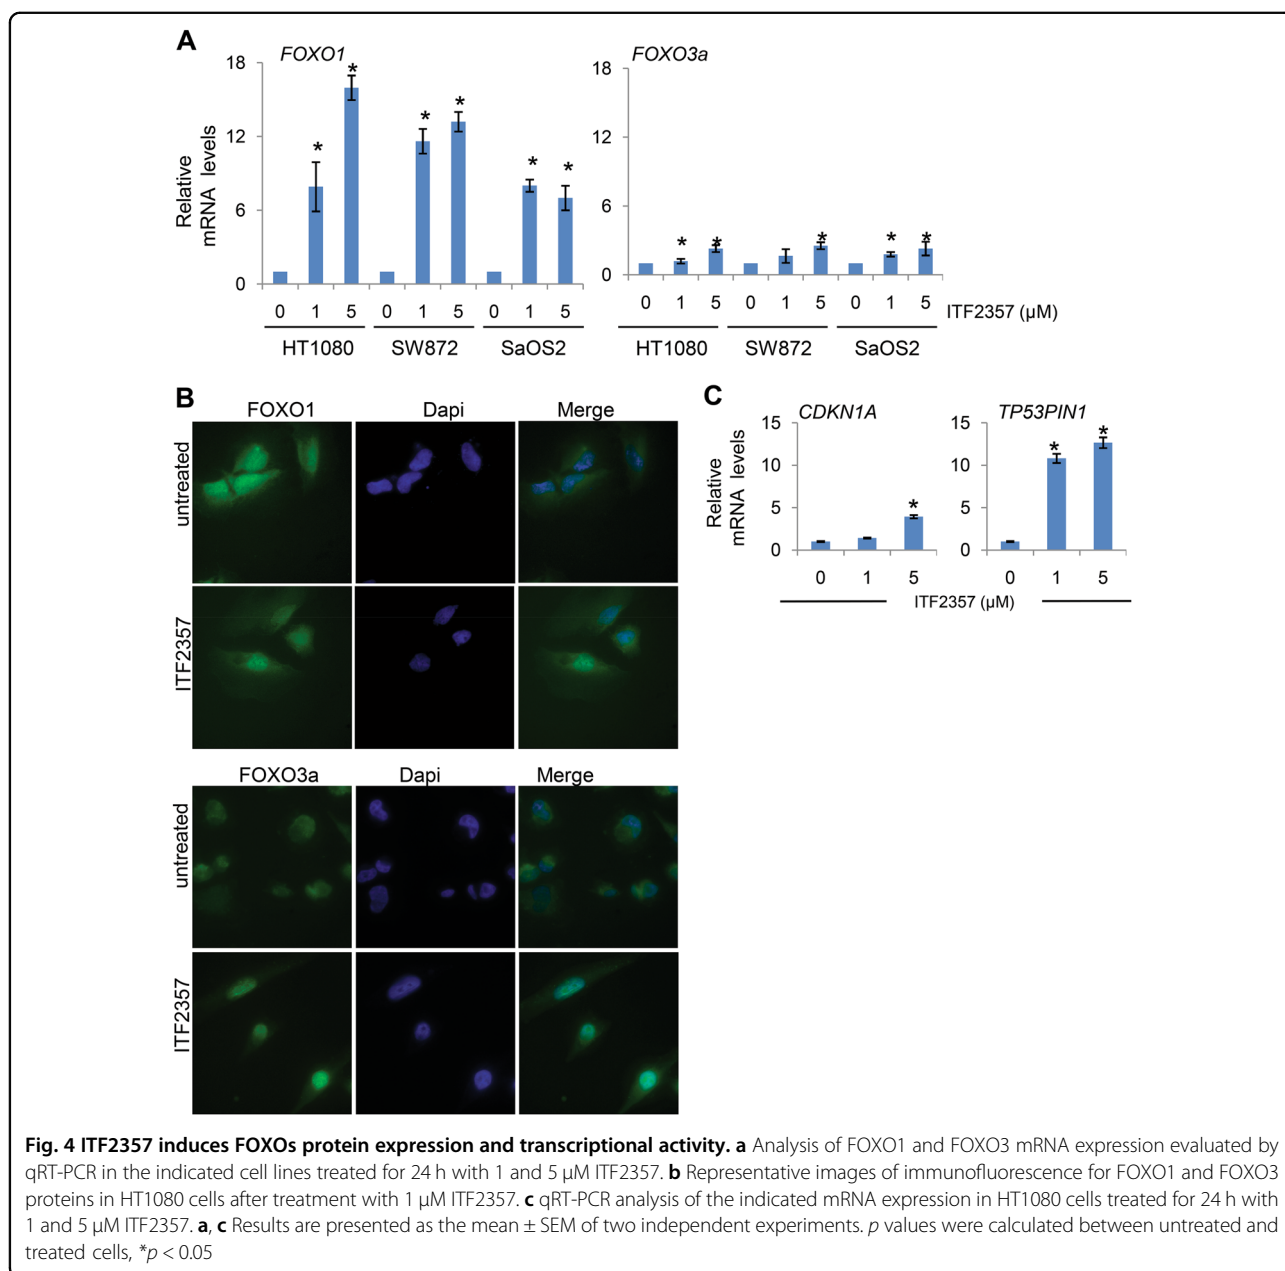 A
FOXO1
FOXO3a
18
12
6
0
Relative
mRNA levels
* * * * * *
0 1 5 0 1 5 0 1 5
HT1080 SW872 SaOS2
18
12
6
0
* * * * *
0 1 5 0 1 5 0 1 5 ITF2357 (µM)
HT1080 SW872 SaOS2
B
FOXO1 Dapi Merge
untreated
ITF2357
FOXO3a Dapi Merge
untreated
ITF2357
C
CDKN1A
TP53PIN1
15
10
5
0
Relative
mRNA levels
*
0 1 5
15
10
5
0
* *
0 1 5
ITF2357 (µM)
Fig. 4 ITF2357 induces FOXOs protein expression and transcriptional activity. a Analysis of FOXO1 and FOXO3 mRNA expression evaluated by
qRT-PCR in the indicated cell lines treated for 24 h with 1 and 5 µM ITF2357. b Representative images of immunofluorescence for FOXO1 and FOXO3
proteins in HT1080 cells after treatment with 1 µM ITF2357. c qRT-PCR analysis of the indicated mRNA expression in HT1080 cells treated for 24 h with
1 and 5 µM ITF2357. a, c Results are presented as the mean ± SEM of two independent experiments. p values were calculated between untreated and
treated cells, *p < 0.05